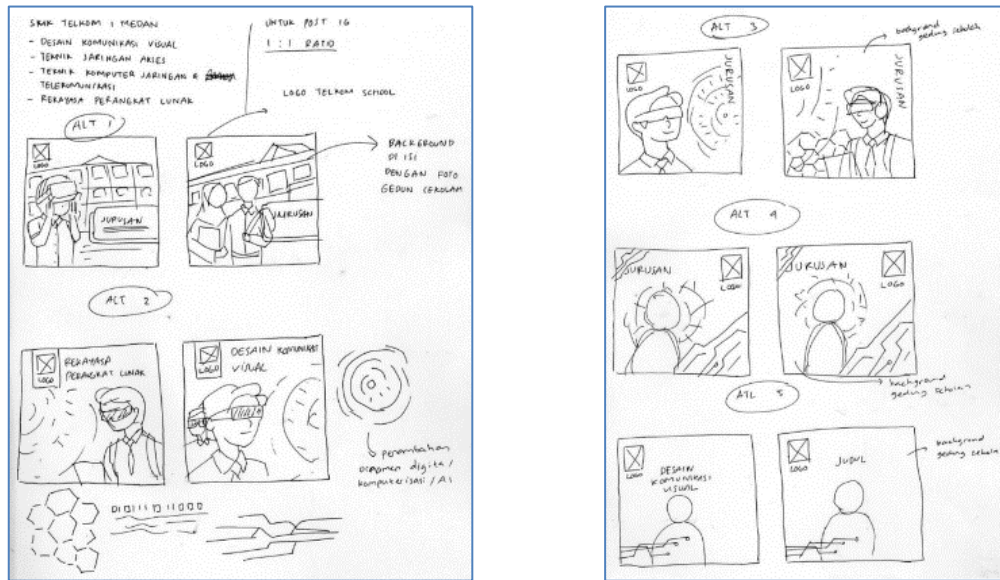 SMK TELKOM 1 MEDAN
- DESAIN KOMUNIKASI VISUAL
- TEKNIK JARINGAN AKSES
- TEKNIK KOMPUTER JARINGAN &
TELEKOMUNIKASI
- REKAYASA PERANGKAT LUNAK
UNTUK POST IG
1 : 1 RATIO
LOGO TELKOM SCHOOL
ALT 1
LOGO
JURUSAN
LOGO
JURUSAN
BACKGROUND
DI ISI
DENGAN FOTO
GEDUN SEKOLAH
ALT 2
LOGO
REKAYASA
PERANGKAT LUNAK
LOGO
DESAIN KOMUNIKASI
VISUAL
penambahan
ornamen digital/
komputerisasi/AI
ALT 3
background
gedung sekolah
LOGO
JURUSAN
LOGO
JURUSAN
ALT 4
JURUSAN
LOGO
JURUSAN
LOGO
background
gedung sekolah
ATL 5
LOGO
DESAIN
KOMUNIKASI
VISUAL
LOGO
JUDUL
background
gedung sekolah